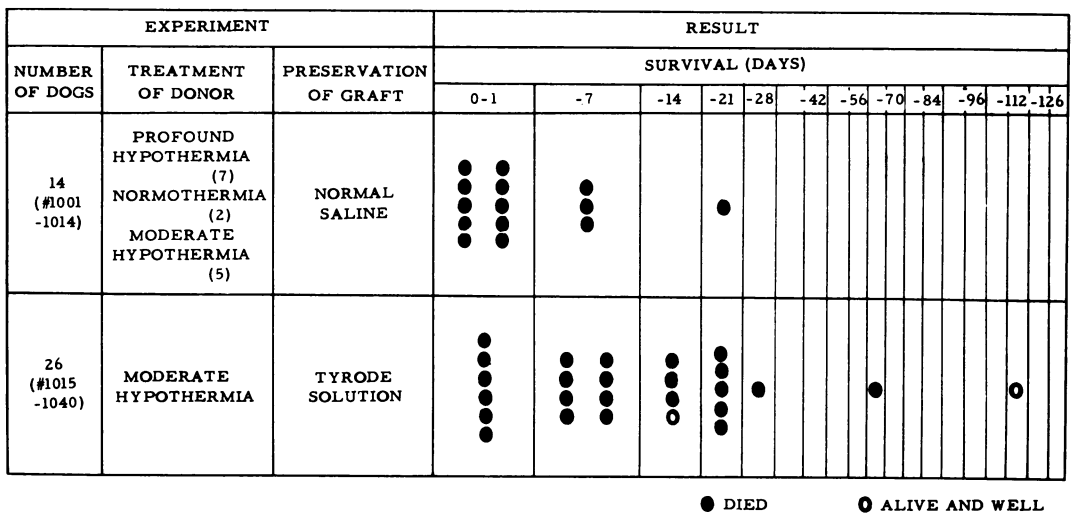 EXPERIMENT RESULT
NUMBER OF DOGS TREATMENT OF DONOR PRESERVATION OF GRAFT SURVIVAL (DAYS)
0-1 -7 -14 -21 -28 -42 -56 -70 -84 -96 -112 -126
14
(#1001
-1014)
PROFOUND
HYPOTHERMIA
(7)
NORMOTHERMIA
(2)
MODERATE
HYPOTHERMIA
(5)
NORMAL
SALINE
26
(#1015
-1040)
MODERATE
HYPOTHERMIA
TYRODE
SOLUTION
DIED ALIVE AND WELL